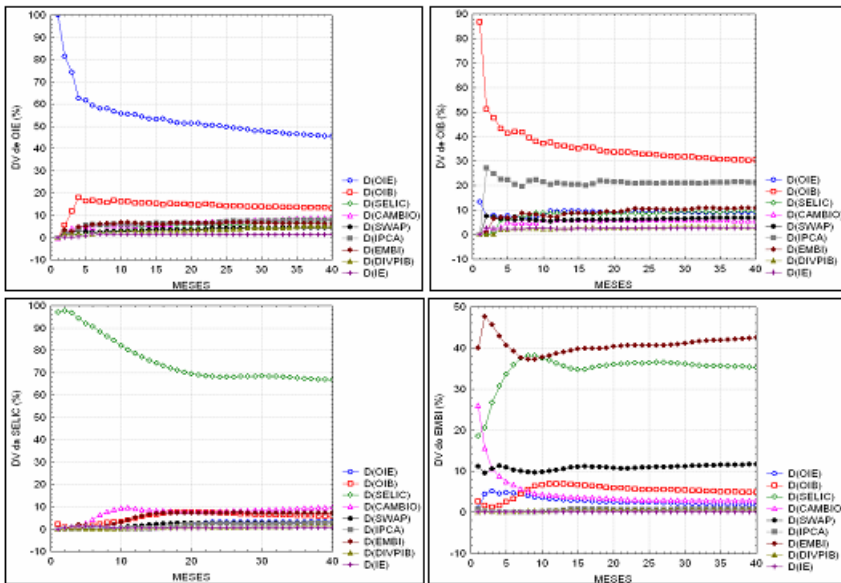 DV de OIE (%)
100
90
80
70
60
50
40
30
20
10
0
-10
0 5 10 15 20 25 30 35 40
MESES
D(OIE)
D(OIB)
D(SELIC)
D(CAMBIO)
D(SWAP)
D(IPCA)
D(EMBI)
D(DIVPIB)
D(IE)
DV de OIB (%)
90
80
70
60
50
40
30
20
10
0
-10
0 5 10 15 20 25 30 35 40
MESES
D(OIE)
D(OIB)
D(SELIC)
D(CAMBIO)
D(SWAP)
D(IPCA)
D(EMBI)
D(DIVPIB)
D(IE)
DV da SELIC (%)
100
90
80
70
60
50
40
30
20
10
0
-10
0 5 10 15 20 25 30 35 40
MESES
D(OIE)
D(OIB)
D(SELIC)
D(CAMBIO)
D(SWAP)
D(IPCA)
D(EMBI)
D(DIVPIB)
D(IE)
DV do EMBI (%)
50
40
30
20
10
0
-10
0 5 10 15 20 25 30 35 40
MESES
D(OIE)
D(OIB)
D(SELIC)
D(CAMBIO)
D(SWAP)
D(IPCA)
D(EMBI)
D(DIVPIB)
D(IE)